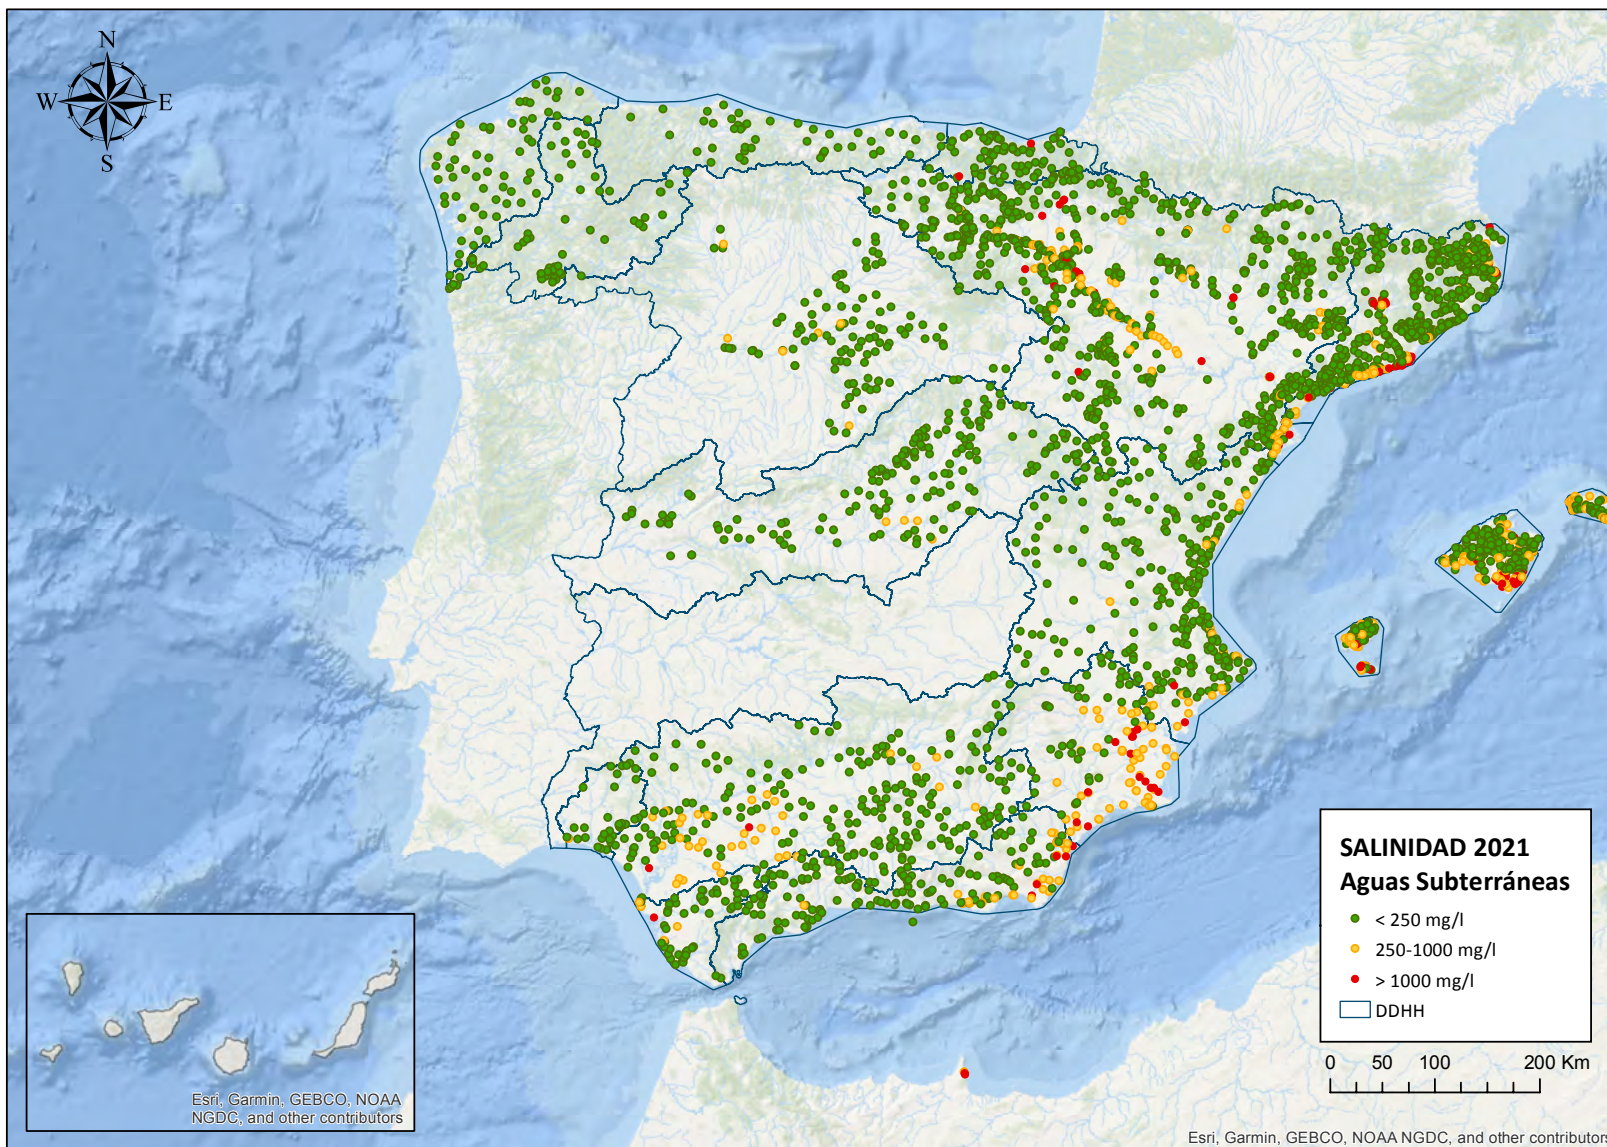 N
W
E
S
SALINIDAD 2021
Aguas Subterráneas
< 250 mg/l
250-1000 mg/l
> 1000 mg/l
DDHH
0 50 100 200 Km
Esri, Garmin, GEBCO, NOAA
NGDC, and other contributors
Esri, Garmin, GEBCO, NOAA NGDC, and other contributors